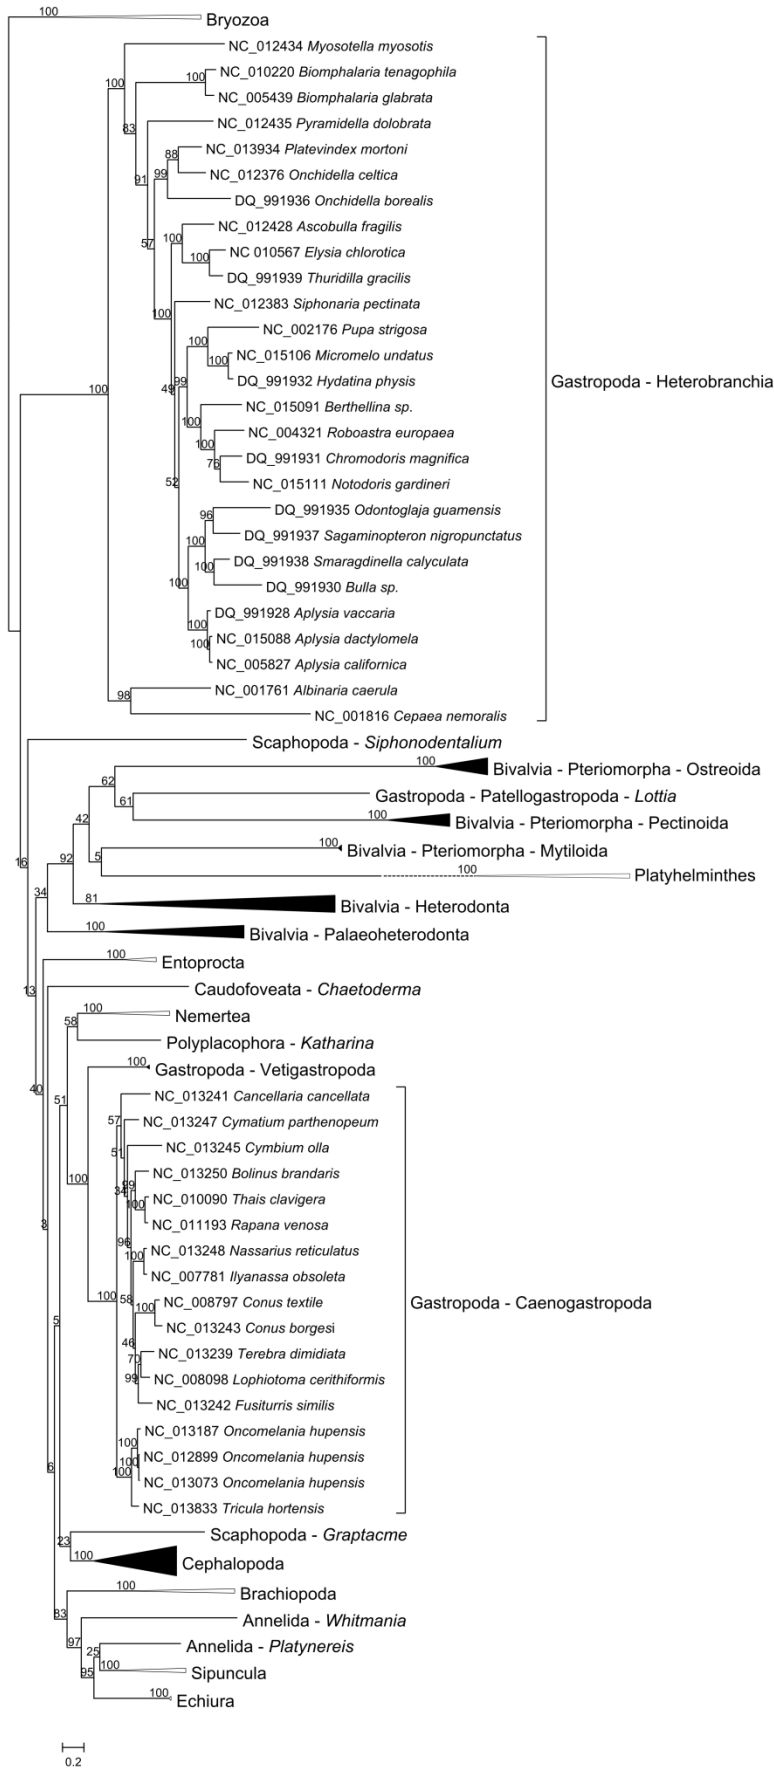 100
Bryozoa
NC_012434 Myosotella myosotis
NC_010220 Biomphalaria tenagophila
100
100
NC_005439 Biomphalaria glabrata
83
NC_012435 Pyramidella dolobrata
NC_013934 Platevindex mortoni
88
NC_012376 Onchidella celtica
99
91
DQ_991936 Onchidella borealis
NC_012428 Ascobulla fragilis
100
57
NC 010567 Elysia chlorotica
100
DQ_991939 Thuridilla gracilis
NC_012383 Siphonaria pectinata
100
NC_002176 Pupa strigosa
100
NC_015106 Micromelo undatus
100
DQ_991932 Hydatina physis
99
49
100
Gastropoda - Heterobranchia
NC_015091 Berthellina sp.
100
NC_004321 Roboastra europaea
100
DQ_991931 Chromodoris magnifica
76
NC_015111 Notodoris gardineri
52
DQ_991935 Odontoglaja guamensis
96
DQ_991937 Sagaminopteron nigropunctatus
100
DQ_991938 Smaragdinella calyculata
100
DQ_991930 Bulla sp.
100
DQ_991928 Aplysia vaccaria
100
NC_015088 Aplysia dactylomela
100
NC_005827 Aplysia californica
NC_001761 Albinaria caerula
98
NC_001816 Cepaea nemoralis
Scaphopoda - Siphonodentalium
100
Bivalvia - Pteriomorpha - Ostreoida
62
Gastropoda - Patellogastropoda - Lottia
61
100
Bivalvia - Pteriomorpha - Pectinoida
42
Bivalvia - Pteriomorpha - Mytiloida
92
5
16
100
Platyhelminthes
34
81
Bivalvia - Heterodonta
100
Bivalvia - Palaeoheterodonta
100
Entoprocta
Caudofoveata - Chaetoderma
13
100
Nemertea
58
Polyplacophora - Katharina
100
Gastropoda - Vetigastropoda
40
NC_013241 Cancellaria cancellata
51
57
NC_013247 Cymatium parthenopeum
NC_013245 Cymbium olla
51
NC_013250 Bolinus brandaris
99
100
34
NC_010090 Thais clavigera
100
NC_011193 Rapana venosa
3
96
NC_013248 Nassarius reticulatus
100
NC_007781 Ilyanassa obsoleta
100
58
NC_008797 Conus textile
100
Gastropoda - Caenogastropoda
NC_013243 Conus borgesi
5
46
NC_013239 Terebra dimidiata
70
NC_008098 Lophiotoma cerithiformis
99
NC_013242 Fusiturris similis
NC_013187 Oncomelania hupensis
100
NC_012899 Oncomelania hupensis
100
6
100
NC_013073 Oncomelania hupensis
NC_013833 Tricula hortensis
Scaphopoda - Graptacme
23
100
Cephalopoda
100
Brachiopoda
83
Annelida - Whitmania
97
Annelida - Platynereis
25
100
Sipuncula
95
100
Echiura
0.2